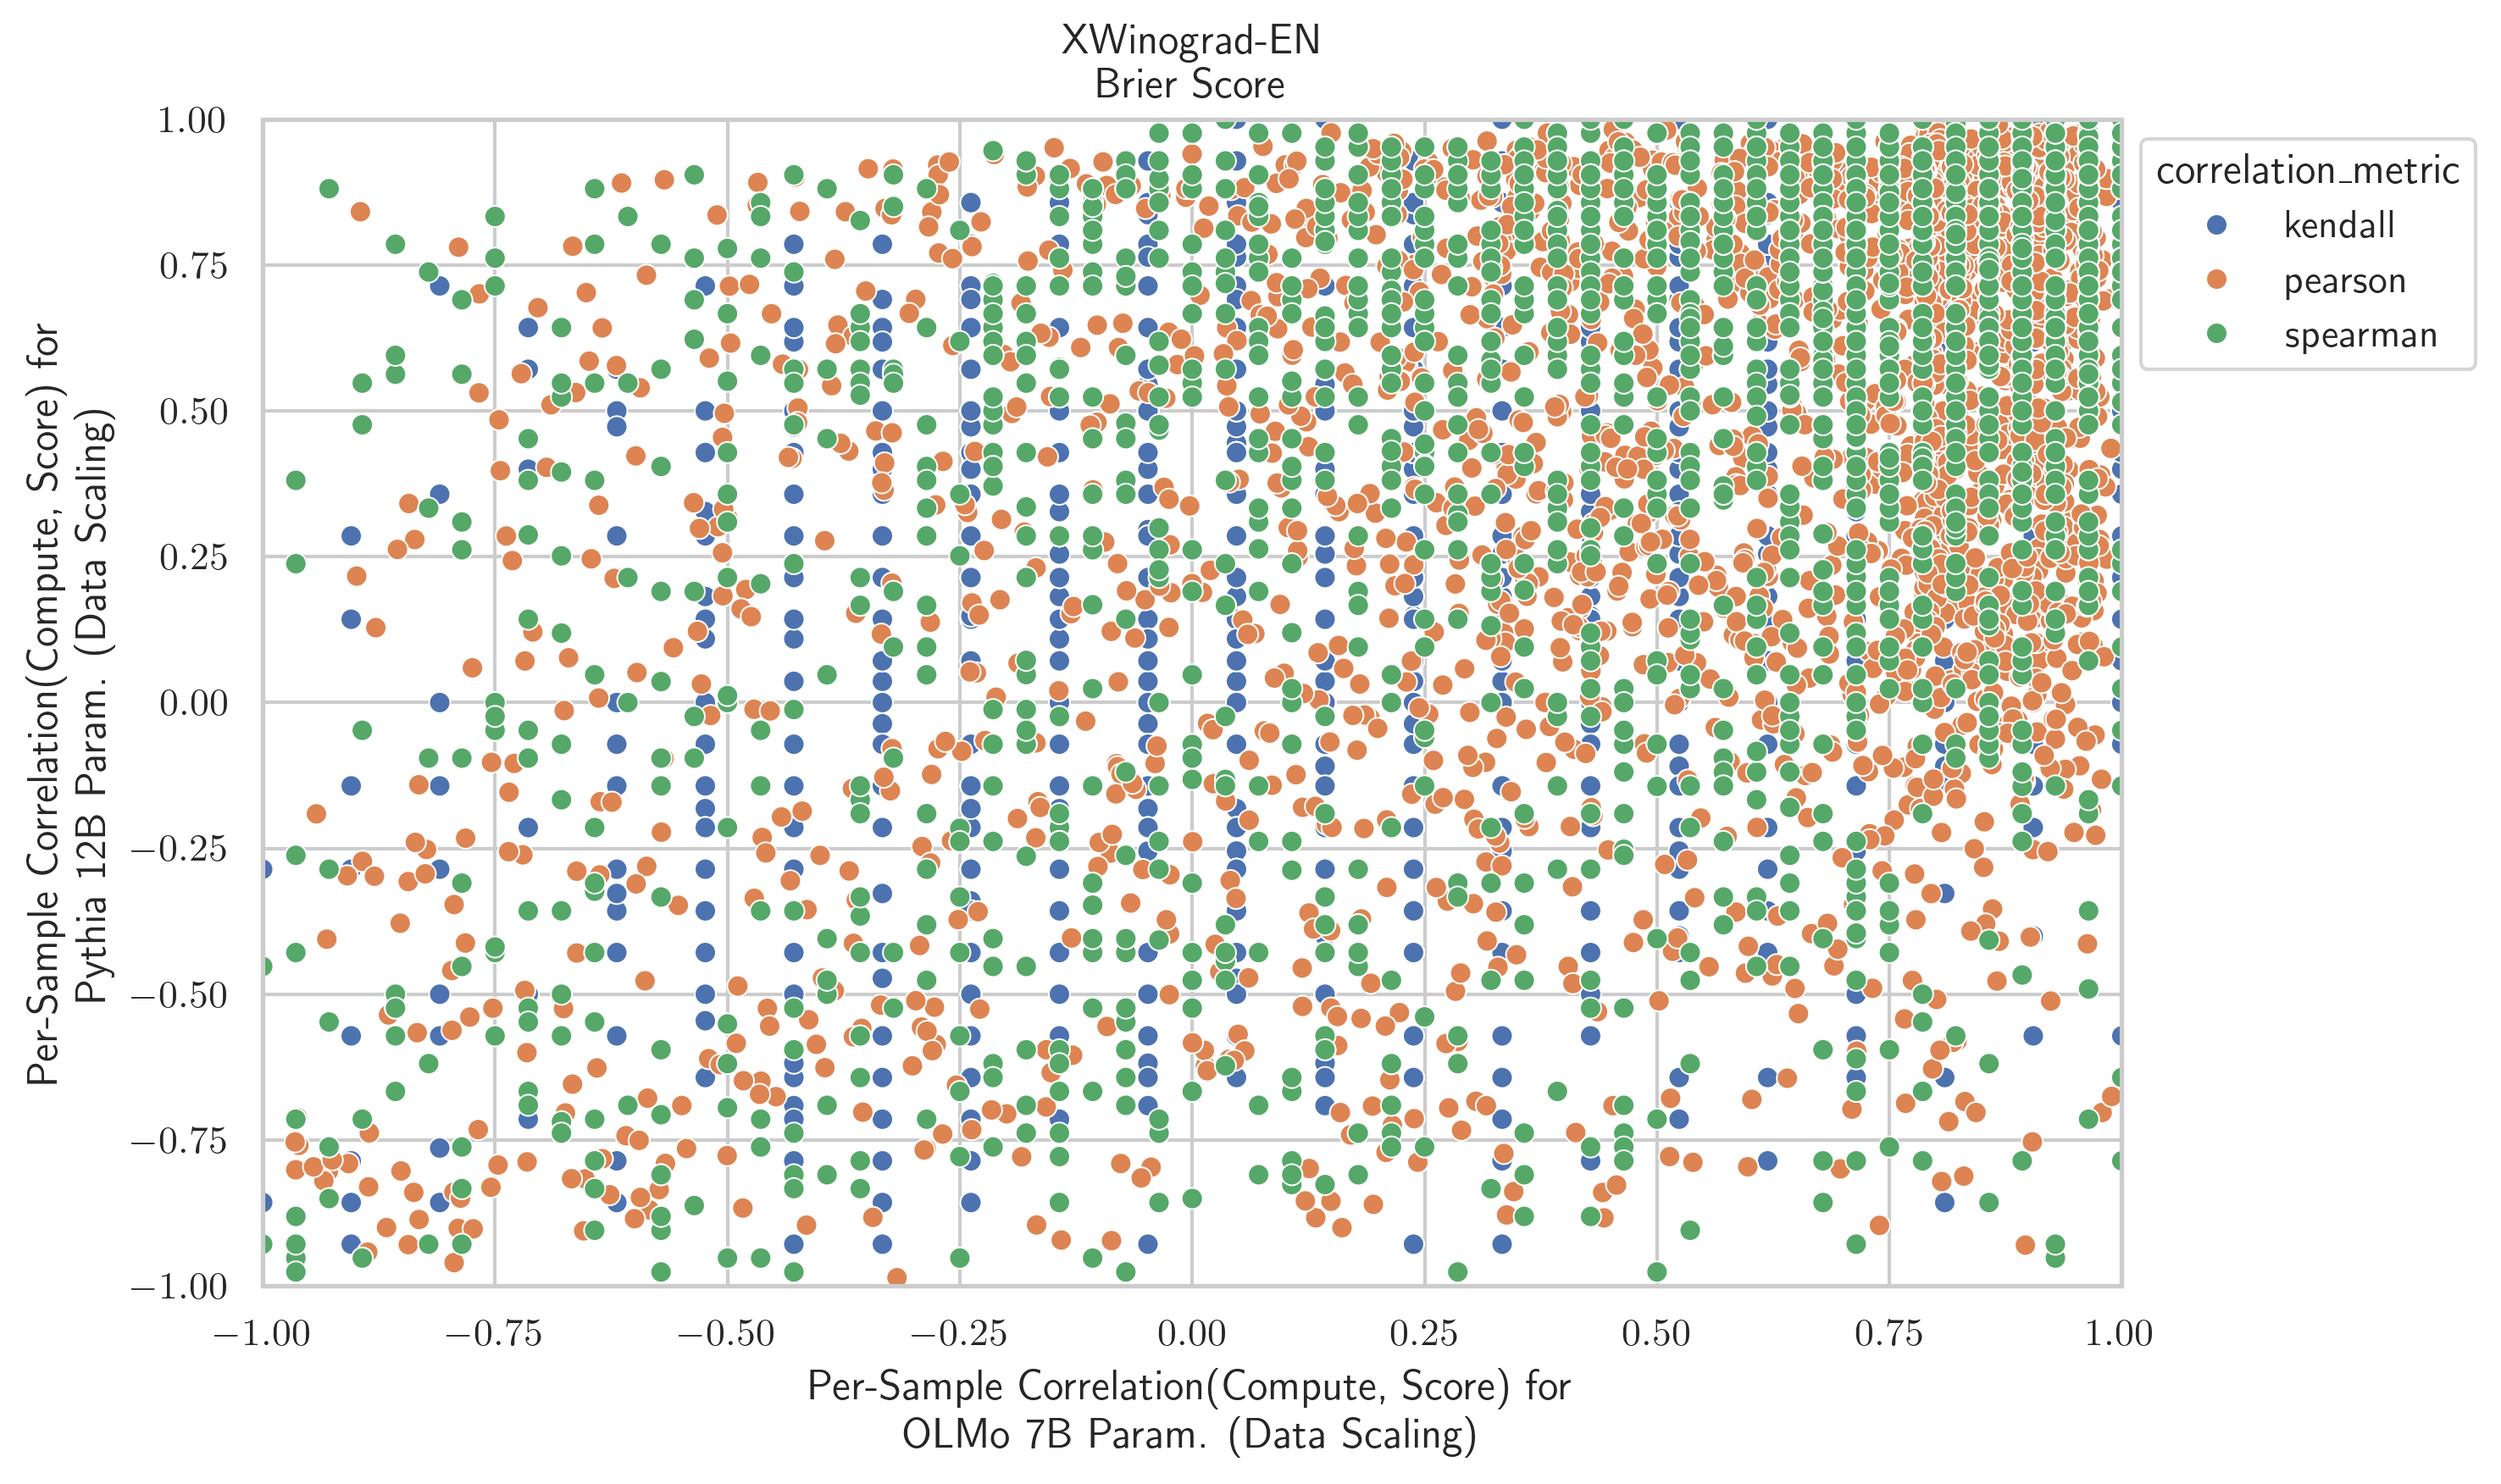 XWinograd-EN
Brier Score
Per-Sample Correlation(Compute, Score) for
Pythia 12B Param. (Data Scaling)
1.00
0.75
0.50
0.25
0.00
−0.25
−0.50
−0.75
−1.00
−1.00 −0.75 −0.50 −0.25 0.00 0.25 0.50 0.75 1.00
Per-Sample Correlation(Compute, Score) for
OLMo 7B Param. (Data Scaling)
correlation_metric
kendall
pearson
spearman